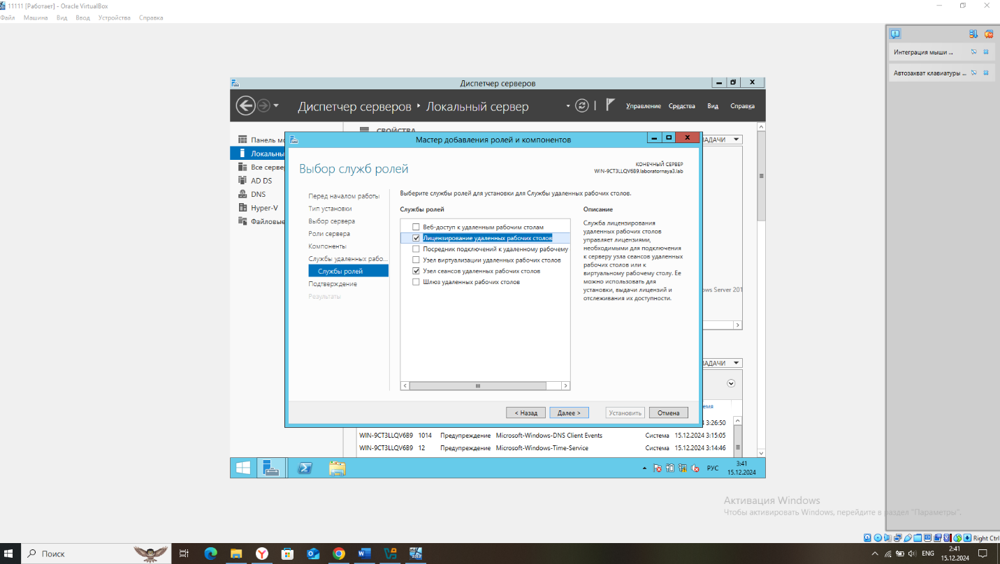 11111 [Работает] - Oracle VirtualBox
Файл Машина Вид Ввод Устройства Справка
Интеграция мыши ...
Автозахват клавиатуры ...
Диспетчер серверов
Диспетчер серверов ‣ Локальный сервер
Управление Средства Вид Справка
СВОЙСТВА
ЗАДАЧИ
Локальны
Все серве
AD DS
DNS
Hyper-V
Файловые
Мастер добавления ролей и компонентов
Выбор служб ролей
КОНЕЧНЫЙ СЕРВЕР
WIN-9CT3LLQV6B9.laboratornaya3.lab
Перед началом работы
Тип установки
Выбор сервера
Роли сервера
Компоненты
Службы удаленных рабо...
Службы ролей
Подтверждение
Результаты
Выберите службы ролей для установки для Службы удаленных рабочих столов.
Службы ролей
Веб-доступ к удаленным рабочим столам
Лицензирование удаленных рабочих столов
Посредник подключений к удаленному рабочему
Узел виртуализации удаленных рабочих столов
Узел сеансов удаленных рабочих столов
Шлюз удаленных рабочих столов
Описание
Служба лицензирования
удаленных рабочих столов
управляет лицензиями,
необходимыми для подключения
к серверу узла сеансов удаленных
рабочих столов или к
виртуальному рабочему столу. Ее
можно использовать для
установки, выдачи лицензий и
отслеживания их доступности.
ows Server 201
< Назад Далее > Установить Отмена
ЗАДАЧИ
емя
3:26:50
WIN-9CT3LLQV6B9 1014 Предупреждение Microsoft-Windows-DNS Client Events Система 15.12.2024 3:15:05
WIN-9CT3LLQV6B9 12 Предупреждение Microsoft-Windows-Time-Service Система 15.12.2024 3:14:46
РУС
3:41
15.12.2024
Активация Windows
Чтобы активировать Windows, перейдите в раздел "Параметры".
Right Ctrl
Поиск
ENG
2:41
15.12.2024